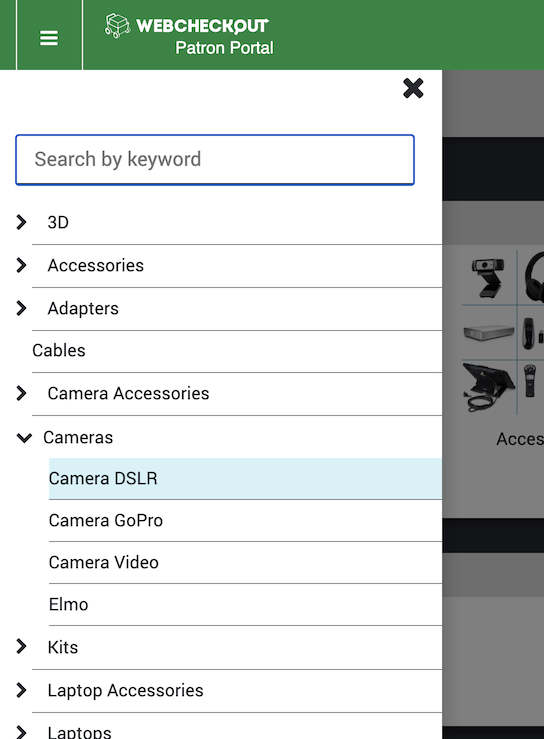 WEBCHECKOUT
Patron Portal
Search by keyword
3D
Accessories
Adapters
Cables
Camera Accessories
Cameras
Camera DSLR
Camera GoPro
Camera Video
Elmo
Kits
Laptop Accessories
Laptops
Acces